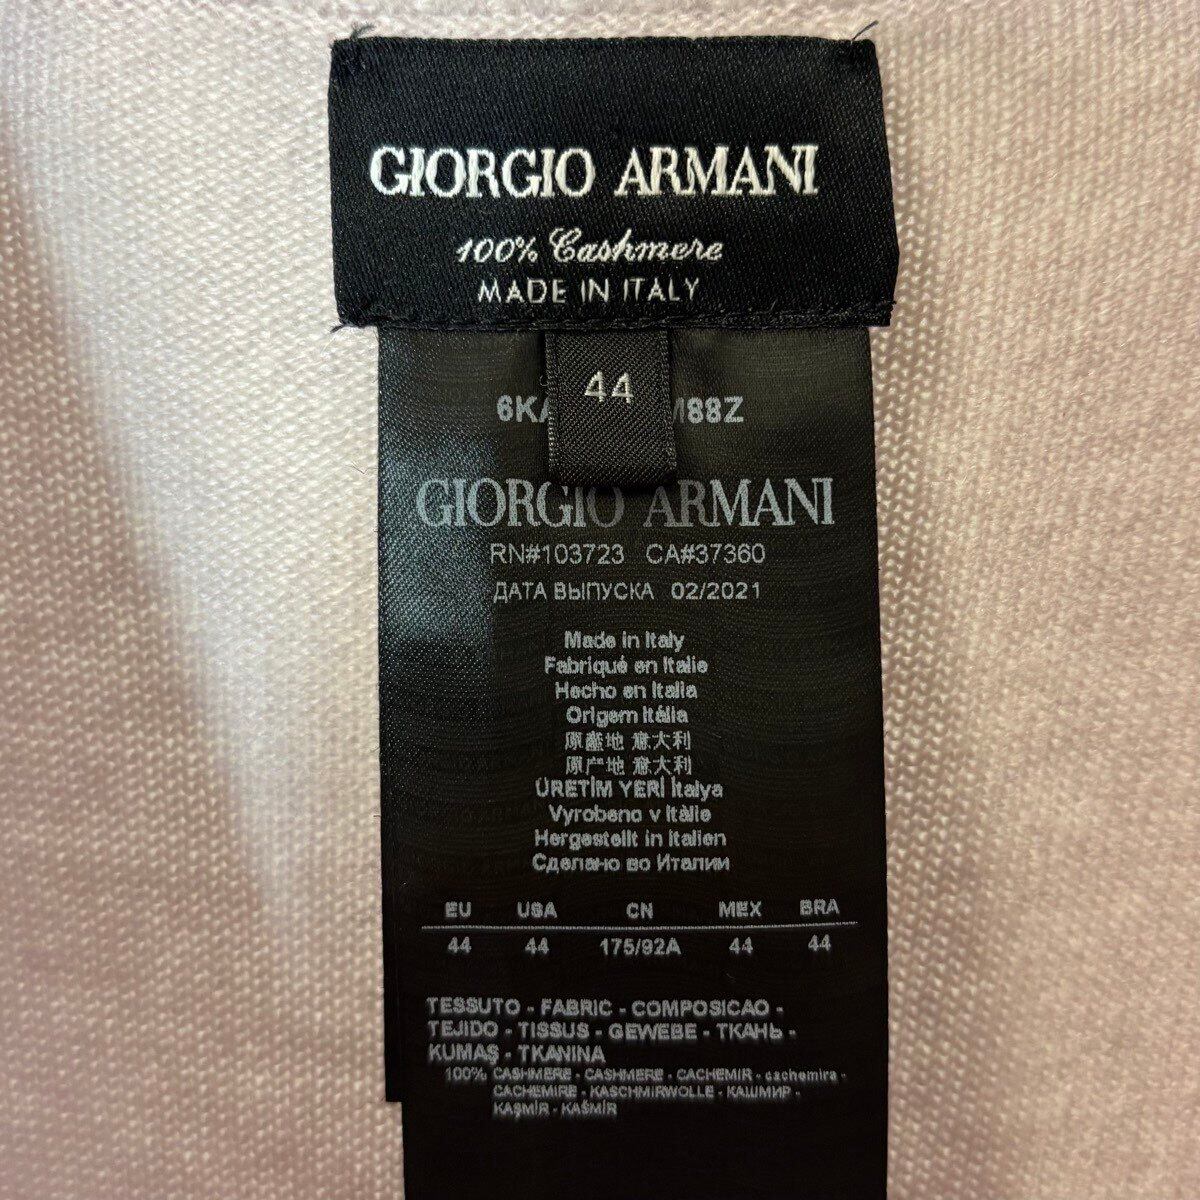 GIORGIO ARMANI
100% Cashmere
MADE IN ITALY
44
6KA M88Z
GIORGIO ARMANI
RN#103723 CA#37360
ДАТА ВЫПУСКА 02/2021
Made in Italy
Fabriqué en Italie
Hecho en Italia
Origem Itália
原產地 意大利
原产地 意大利
ÜRETİM YERİ İtalya
Vyrobeno v Itálie
Hergestellt in Italien
Сделано во Италии
EU USA CN MEX BRA
44 44 175/92A 44 44
TESSUTO - FABRIC - COMPOSICAO -
TEJIDO - TISSUS - GEWEBE - ТКАНЬ -
KUMAŞ - TKANINA
100% CASHMERE - CASHMERE - CACHEMIR - cachemira -
CACHEMIRE - KASCHMIRWOLLE - КАШМИР -
KAŞMİR - KAŠMÍR